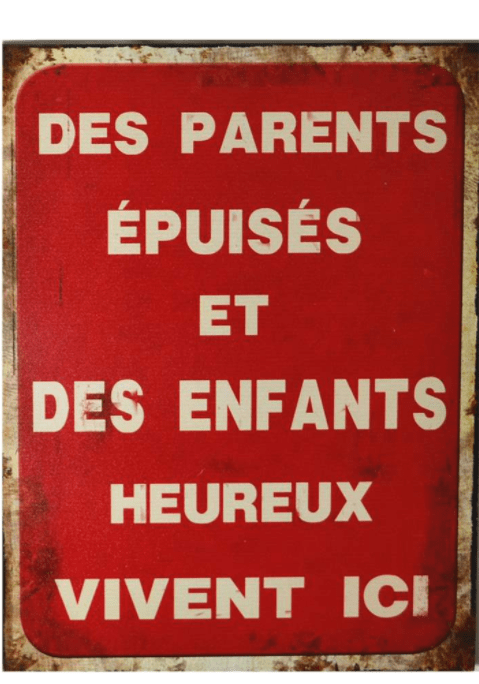 DES PARENTS
ÉPUISÉS
ET
DES ENFANTS
HEUREUX
VIVENT ICI